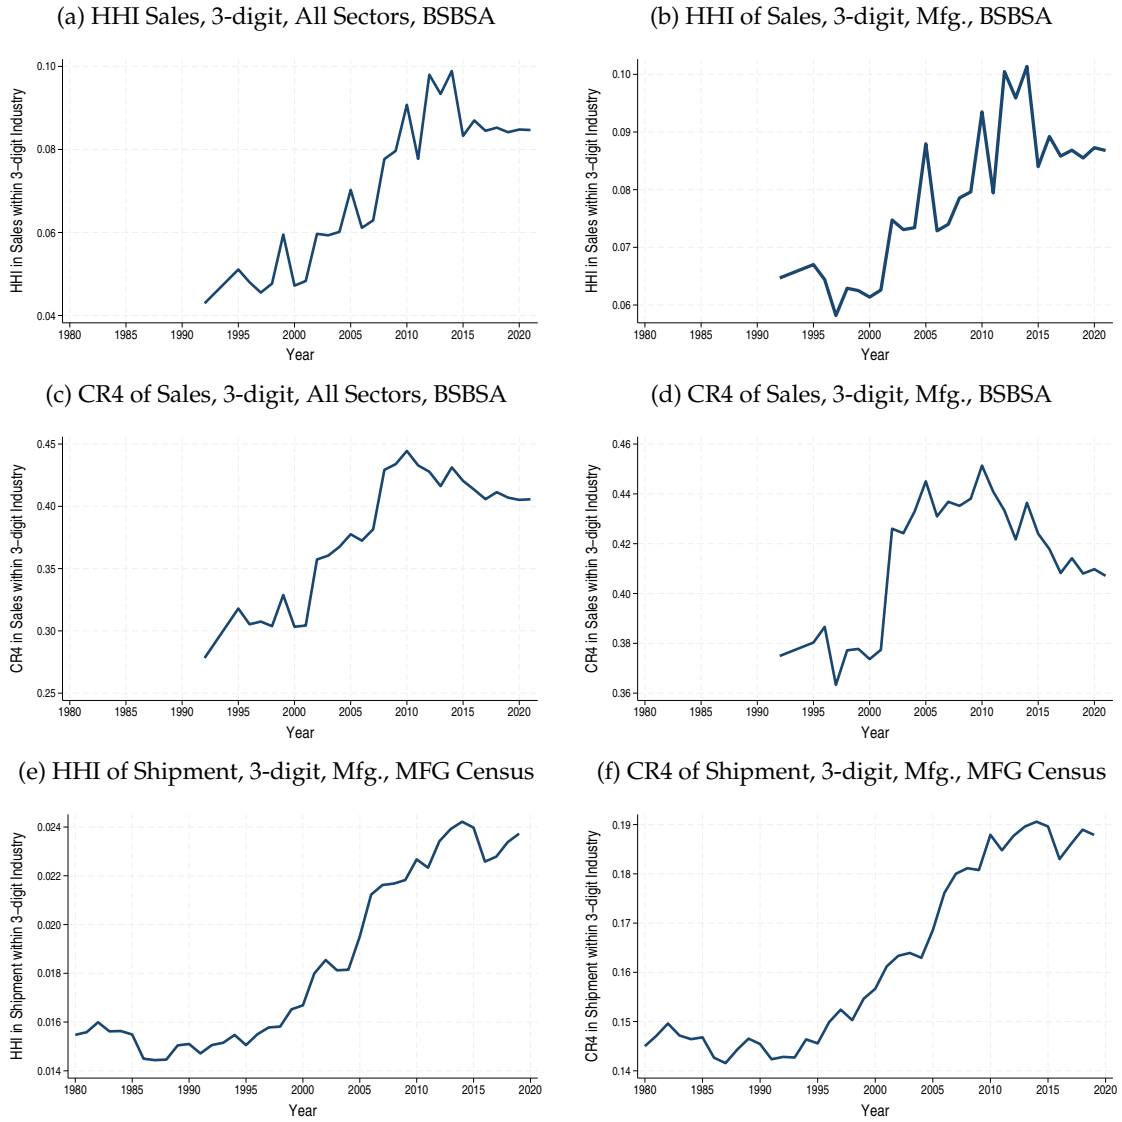 (a) HHI Sales, 3-digit, All Sectors, BSBSA
HHI in Sales within 3−digit Industry
0.10
0.08
0.06
0.04
1980 1985 1990 1995 2000 2005 2010 2015 2020
Year
(b) HHI of Sales, 3-digit, Mfg., BSBSA
HHI in Sales within 3−digit Industry
0.10
0.09
0.08
0.07
0.06
1980 1985 1990 1995 2000 2005 2010 2015 2020
Year
(c) CR4 of Sales, 3-digit, All Sectors, BSBSA
CR4 in Sales within 3−digit Industry
0.45
0.40
0.35
0.30
0.25
1980 1985 1990 1995 2000 2005 2010 2015 2020
Year
(d) CR4 of Sales, 3-digit, Mfg., BSBSA
CR4 in Sales within 3−digit Industry
0.46
0.44
0.42
0.40
0.38
0.36
1980 1985 1990 1995 2000 2005 2010 2015 2020
Year
(e) HHI of Shipment, 3-digit, Mfg., MFG Census
HHI in Shipment within 3−digit Industry
0.024
0.022
0.020
0.018
0.016
0.014
1980 1985 1990 1995 2000 2005 2010 2015 2020
Year
(f) CR4 of Shipment, 3-digit, Mfg., MFG Census
CR4 in Shipment within 3−digit Industry
0.19
0.18
0.17
0.16
0.15
0.14
1980 1985 1990 1995 2000 2005 2010 2015 2020
Year